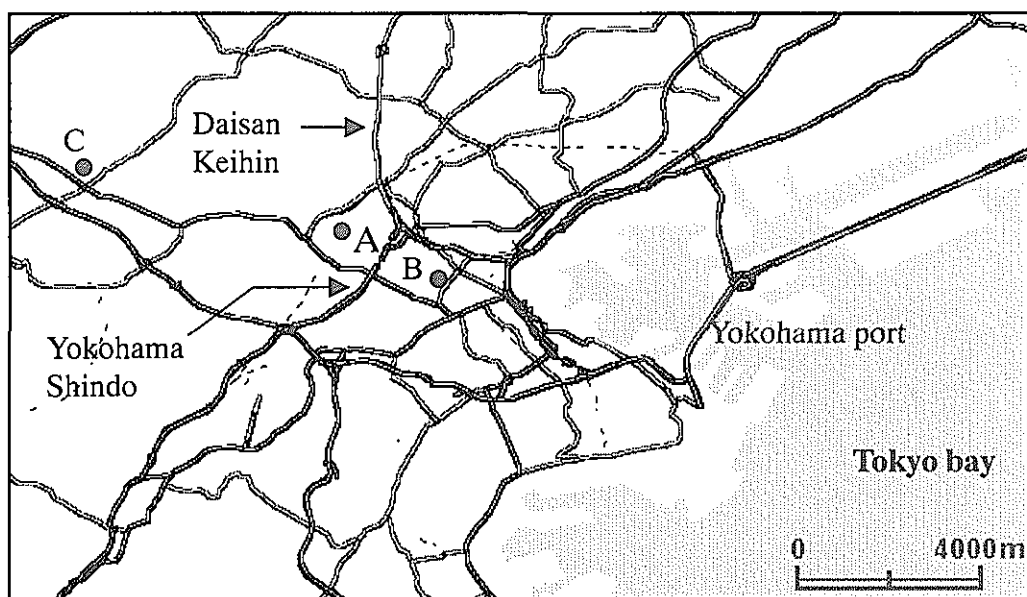 C
Daisan
Keihin
A
B
Yokohama
Shindo
Yokohama port
Tokyo bay
0 4000m